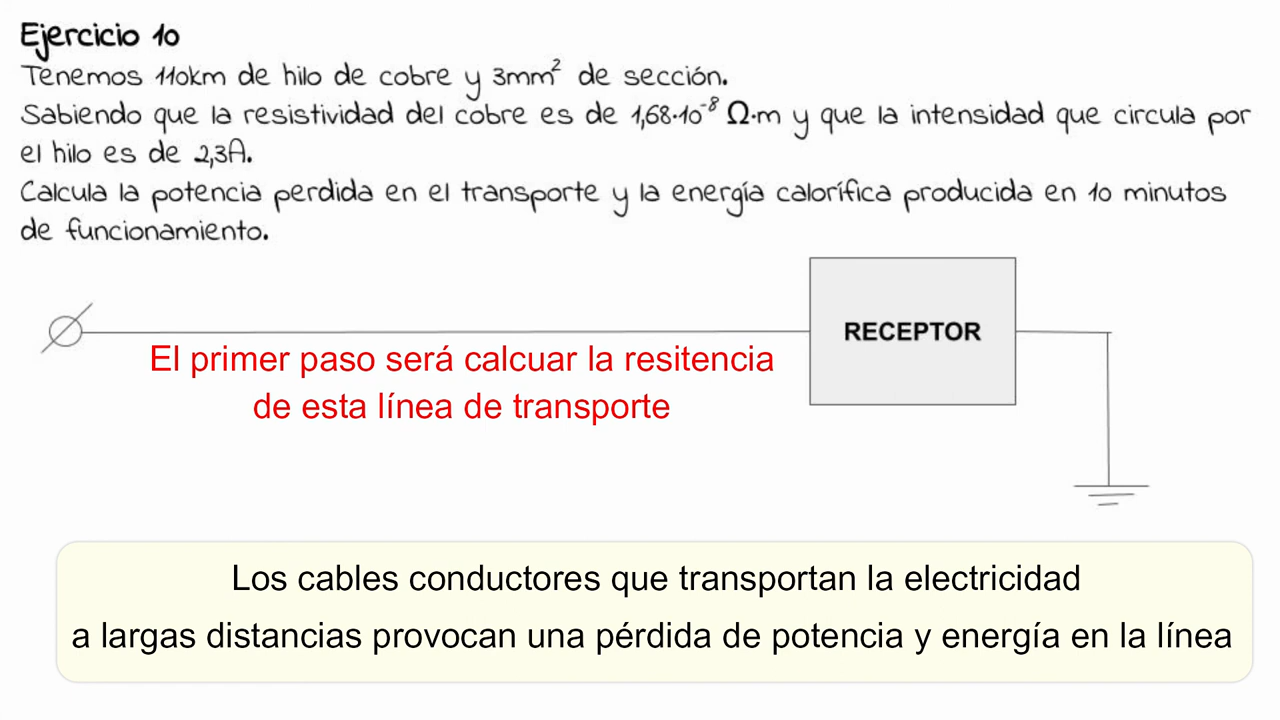 Ejercicio 10
Tenemos 110km de hilo de cobre y 3mm² de sección.
Sabiendo que la resistividad del cobre es de 1,68·10⁻⁸ Ω·m y que la intensidad que circula por
el hilo es de 2,3A.
Calcula la potencia perdida en el transporte y la energía calorífica producida en 10 minutos
de funcionamiento.
RECEPTOR
El primer paso será calcuar la resitencia
de esta línea de transporte
Los cables conductores que transportan la electricidad
a largas distancias provocan una pérdida de potencia y energía en la línea